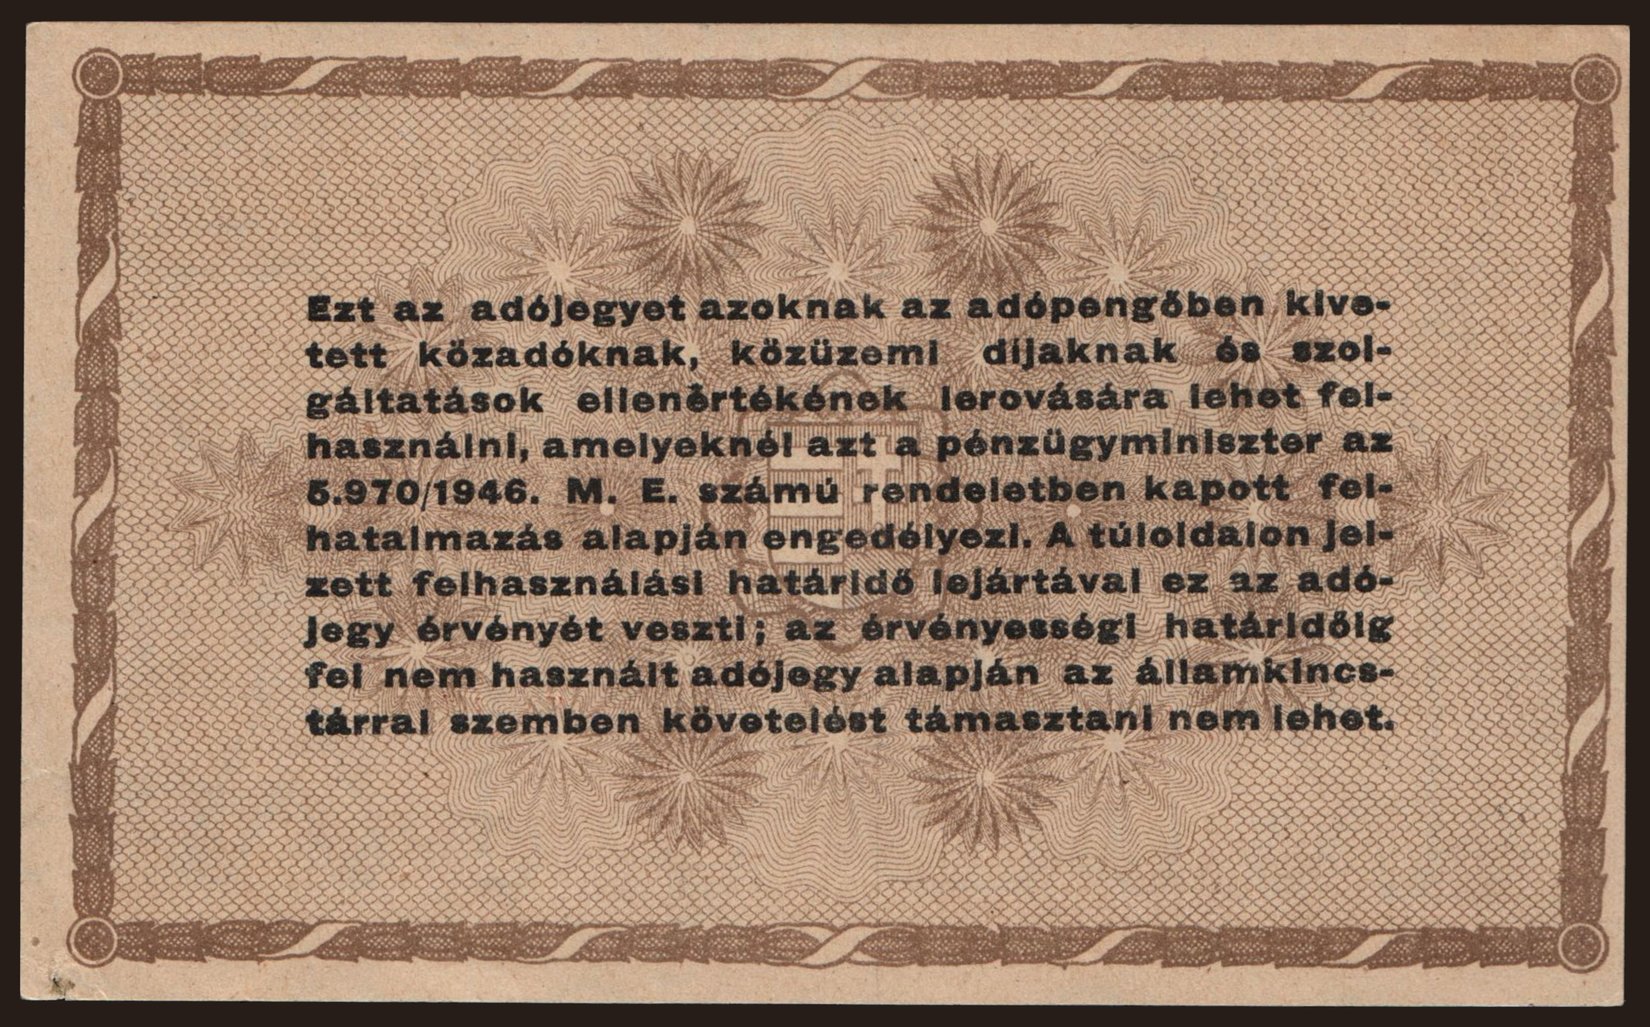 Ezt az adójegyet azoknak az adópengőben kive-
tett közadóknak, közüzemi díjaknak és szol-
gáltatások ellenértékének lerovására lehet fel-
használni, amelyeknél azt a pénzügyminiszter az
5.970/1946. M. E. számú rendeletben kapott fel-
hatalmazás alapján engedélyezi. A túloldalon jel-
zett felhasználási határidő lejártával ez az adó-
jegy érvényét veszti; az érvényességi határidőig
fel nem használt adójegy alapján az államkincs-
tárral szemben követelést támasztani nem lehet.